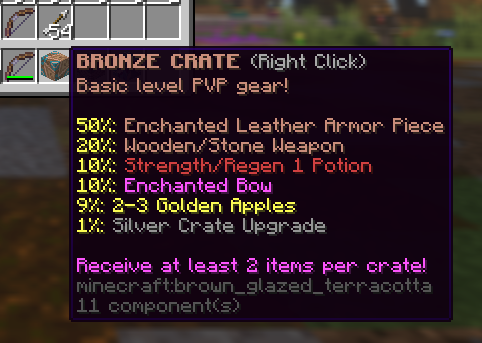 54
BRONZE CRATE (Right Click)
Basic level PVP gear!
50%: Enchanted Leather Armor Piece
20%: Wooden/Stone Weapon
10%: Strength/Regen 1 Potion
10%: Enchanted Bow
9%: 2-3 Golden Apples
1%: Silver Crate Upgrade
Receive at least 2 items per crate!
minecraft:brown_glazed_terracotta
11 component(s)